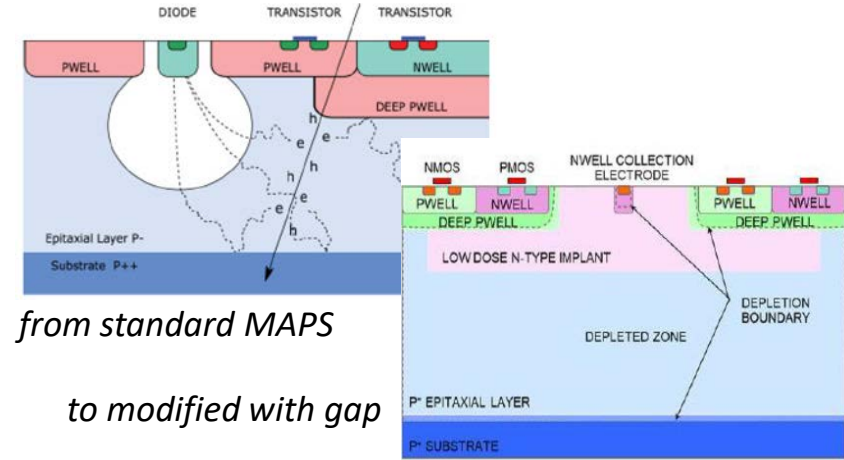 DIODE
TRANSISTOR
TRANSISTOR
PWELL
PWELL
NWELL
DEEP PWELL
h
e
e
h
h
h
e
e
h
Epitaxial Layer P-
Substrate P++
NMOS
PMOS
NWELL COLLECTION
ELECTRODE
PWELL
NWELL
PWELL
NWELL
DEEP PWELL
DEEP PWELL
LOW DOSE N-TYPE IMPLANT
DEPLETION
BOUNDARY
DEPLETED ZONE
P⁻ EPITAXIAL LAYER
P⁺ SUBSTRATE
from standard MAPS
to modified with gap